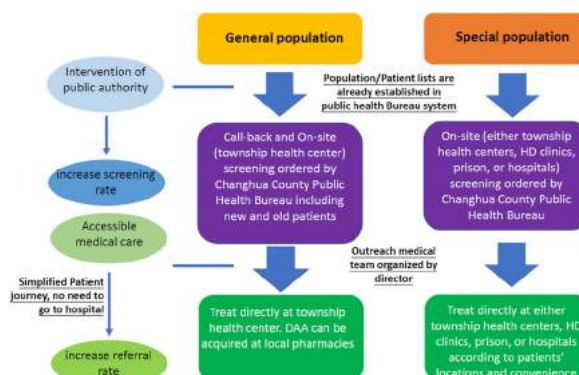 General population
Special population
Intervention of
public authority
Population/Patient lists are
already established in
public health Bureau system
Call-back and On-site
(township health center)
screening ordered by
Changhua County Public
Health Bureau including
new and old patients
On-site (either township
health centers, HD clinics,
prison, or hospitals)
screening ordered by
Changhua County Public
Health Bureau
increase screening
rate
Accessible
medical care
Outreach medical
team organized by
director
Simplified Patient
journey, no need to
go to hospital
Treat directly at township
health center. DAA can be
acquired at local pharmacies
Treat directly at either
township health centers, HD
clinics, prison, or hospitals
according to patients'
locations and convenience
increase referral
rate